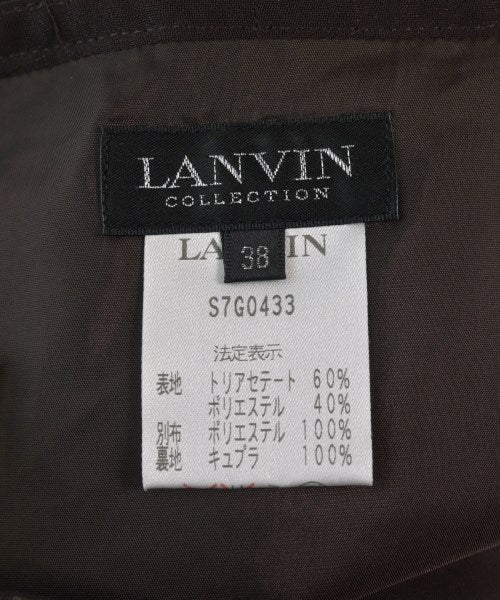 LANVIN
COLLECTION
LANVIN
38
S7G0433
法定表示
表地 トリアセテート 60%
ポリエステル 40%
別布 ポリエステル 100%
裏地 キュプラ 100%